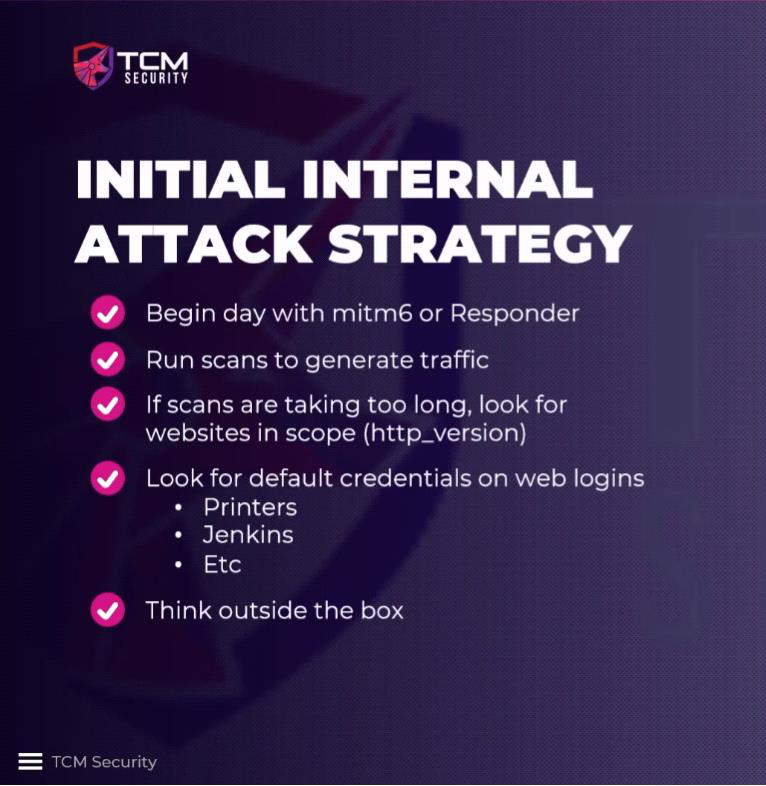 TCM
SECURITY
INITIAL INTERNAL
ATTACK STRATEGY
Begin day with mitm6 or Responder
Run scans to generate traffic
If scans are taking too long, look for
websites in scope (http_version)
Look for default credentials on web logins
• Printers
• Jenkins
• Etc
Think outside the box
TCM Security